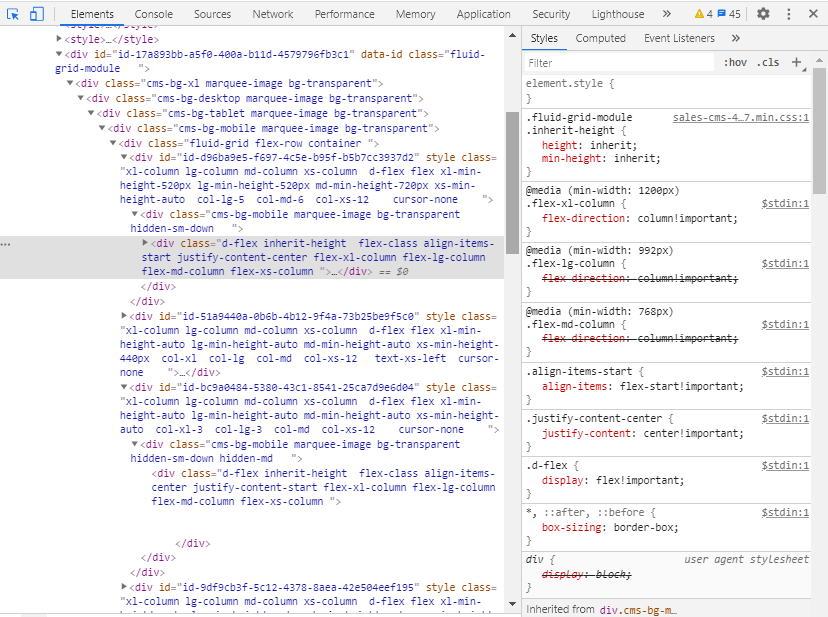 Elements Console Sources Network Performance Memory Application Security Lighthouse » 4 45
<style>…</style>
<div id="id-17a893bb-a5f0-400a-b11d-4579796fb3c1" data-id class="fluid-
grid-module   ">
<div class="cms-bg-xl marquee-image bg-transparent">
<div class="cms-bg-desktop marquee-image bg-transparent">
<div class="cms-bg-tablet marquee-image bg-transparent">
<div class="cms-bg-mobile marquee-image bg-transparent">
<div class="fluid-grid flex-row container ">
<div id="id-d96ba9e5-f697-4c5e-b95f-b5b7cc3937d2" style class=
"xl-column lg-column md-column xs-column  d-flex flex xl-min-
height-520px lg-min-height-520px md-min-height-720px xs-min-
height-auto  col-lg-5  col-md-6  col-xs-12    cursor-none    ">
<div class="cms-bg-mobile marquee-image bg-transparent
hidden-sm-down   ">
… <div class="d-flex inherit-height  flex-class align-items-
start justify-content-center flex-xl-column flex-lg-column
flex-md-column flex-xs-column ">…</div> == $0
</div>
</div>
<div id="id-51a9440a-0b6b-4b12-9f4a-73b25be9f5c0" style class=
"xl-column lg-column md-column xs-column  d-flex flex xl-min-
height-auto lg-min-height-auto md-min-height-auto xs-min-height-
440px  col-xl  col-lg  col-md  col-xs-12   text-xs-left  cursor-
none    ">…</div>
<div id="id-bc9a0484-5380-43c1-8541-25ca7d9e6d04" style class=
"xl-column lg-column md-column xs-column  d-flex flex xl-min-
height-auto lg-min-height-auto md-min-height-auto xs-min-height-
auto  col-xl-3  col-lg-3  col-md  col-xs-12    cursor-none    ">
<div class="cms-bg-mobile marquee-image bg-transparent
hidden-sm-down hidden-md   ">
<div class="d-flex inherit-height  flex-class align-items-
center justify-content-start flex-xl-column flex-lg-column
flex-md-column flex-xs-column ">
</div>
</div>
</div>
<div id="id-9df9cb3f-5c12-4378-8aea-42e504eef195" style class=
"xl-column lg-column md-column xs-column  d-flex flex xl-min-
height-auto lg-min-height-auto md-min-height-auto xs-min-height-
Styles Computed Event Listeners »
Filter :hov .cls +
element.style {
}
.fluid-grid-module sales-cms-4…7.min.css:1
.inherit-height {
height: inherit;
min-height: inherit;
}
@media (min-width: 1200px)
.flex-xl-column { $stdin:1
flex-direction: column!important;
}
@media (min-width: 992px)
.flex-lg-column { $stdin:1
flex-direction: column!important;
}
@media (min-width: 768px)
.flex-md-column { $stdin:1
flex-direction: column!important;
}
.align-items-start { $stdin:1
align-items: flex-start!important;
}
.justify-content-center { $stdin:1
justify-content: center!important;
}
.d-flex { $stdin:1
display: flex!important;
}
*, ::after, ::before { $stdin:1
box-sizing: border-box;
}
div { user agent stylesheet
display: block;
}
Inherited from div.cms-bg-m…